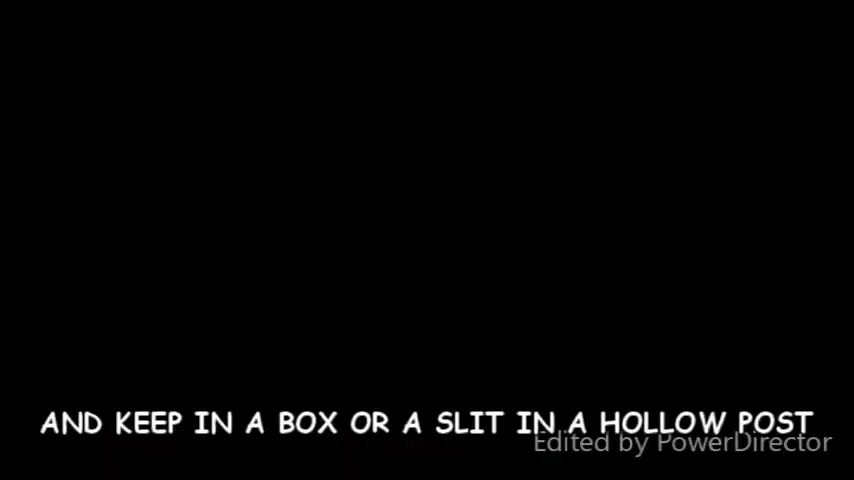 AND KEEP IN A BOX OR A SLIT IN A HOLLOW POST
Edited by PowerDirector